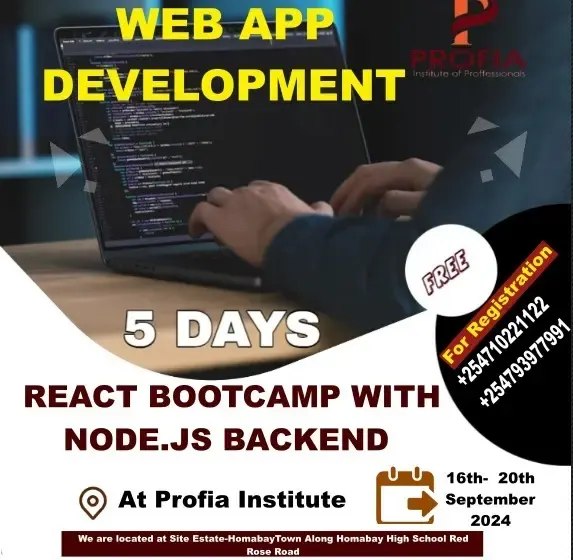 WEB APP
DEVELOPMENT
PROFIA
Institute of Proffessionals
FREE
For Registration
+254710221122
+254793977991
5 DAYS
REACT BOOTCAMP WITH
NODE.JS BACKEND
At Profia Institute
16th- 20th
September
2024
We are located at Site Estate-HomabayTown Along Homabay High School Red
Rose Road